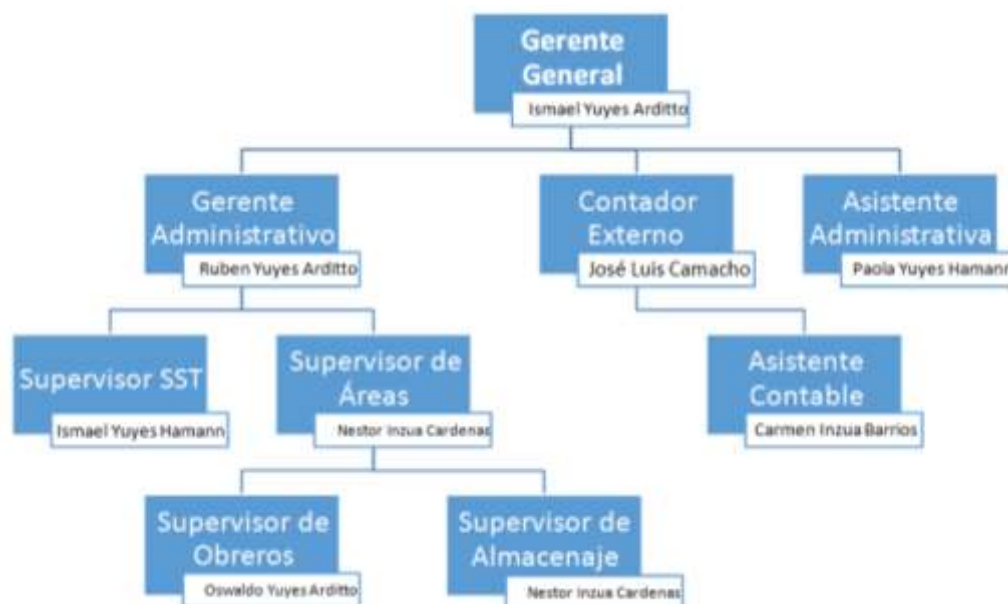 Gerente
General
Ismael Yuyes Arditto
Gerente
Administrativo
Ruben Yuyes Arditto
Contador
Externo
José Luis Camacho
Asistente
Administrativa
Paola Yuyes Hamann
Supervisor SST
Ismael Yuyes Hamann
Supervisor de
Áreas
Nestor Inzua Cardenas
Asistente
Contable
Carmen Inzua Barrios
Supervisor de
Obreros
Oswaldo Yuyes Arditto
Supervisor de
Almacenaje
Nestor Inzua Cardenas